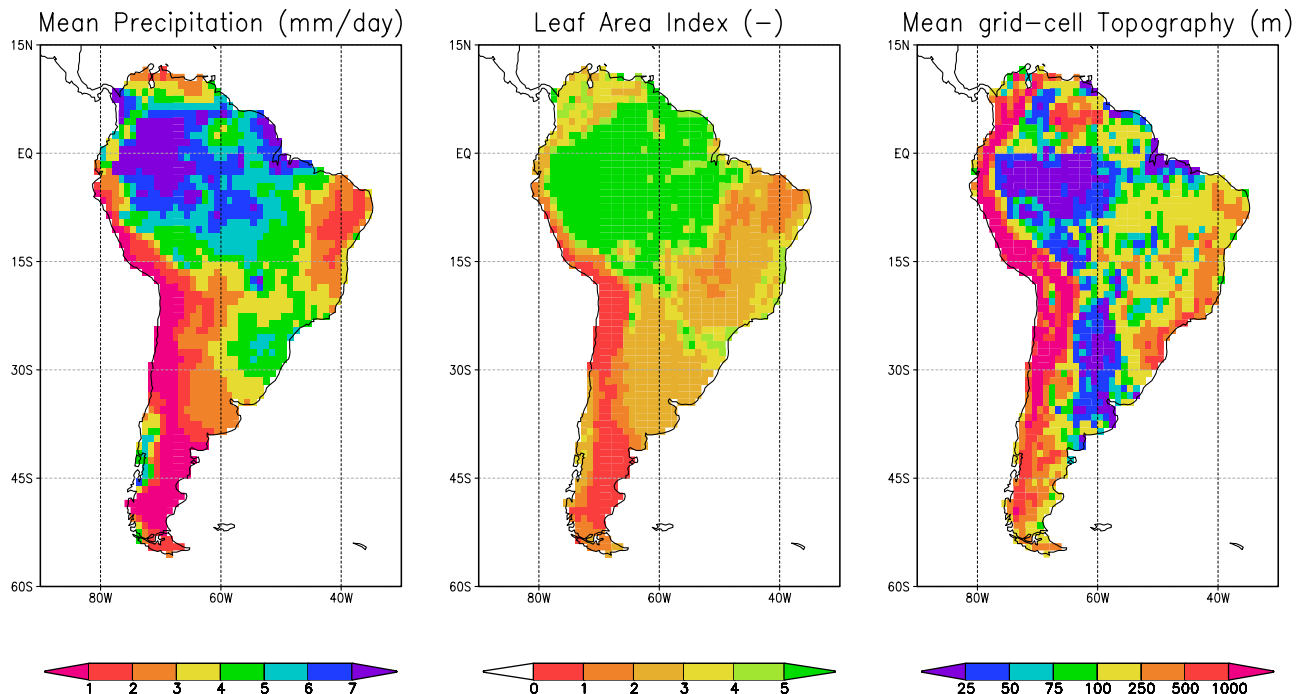 Mean Precipitation (mm/day)
15N
EQ
15S
30S
45S
60S
80W 60W 40W
1 2 3 4 5 6 7
Leaf Area Index (-)
15N
EQ
15S
30S
45S
60S
80W 60W 40W
0 1 2 3 4 5
Mean grid-cell Topography (m)
15N
EQ
15S
30S
45S
60S
80W 60W 40W
25 50 75 100 250 500 1000